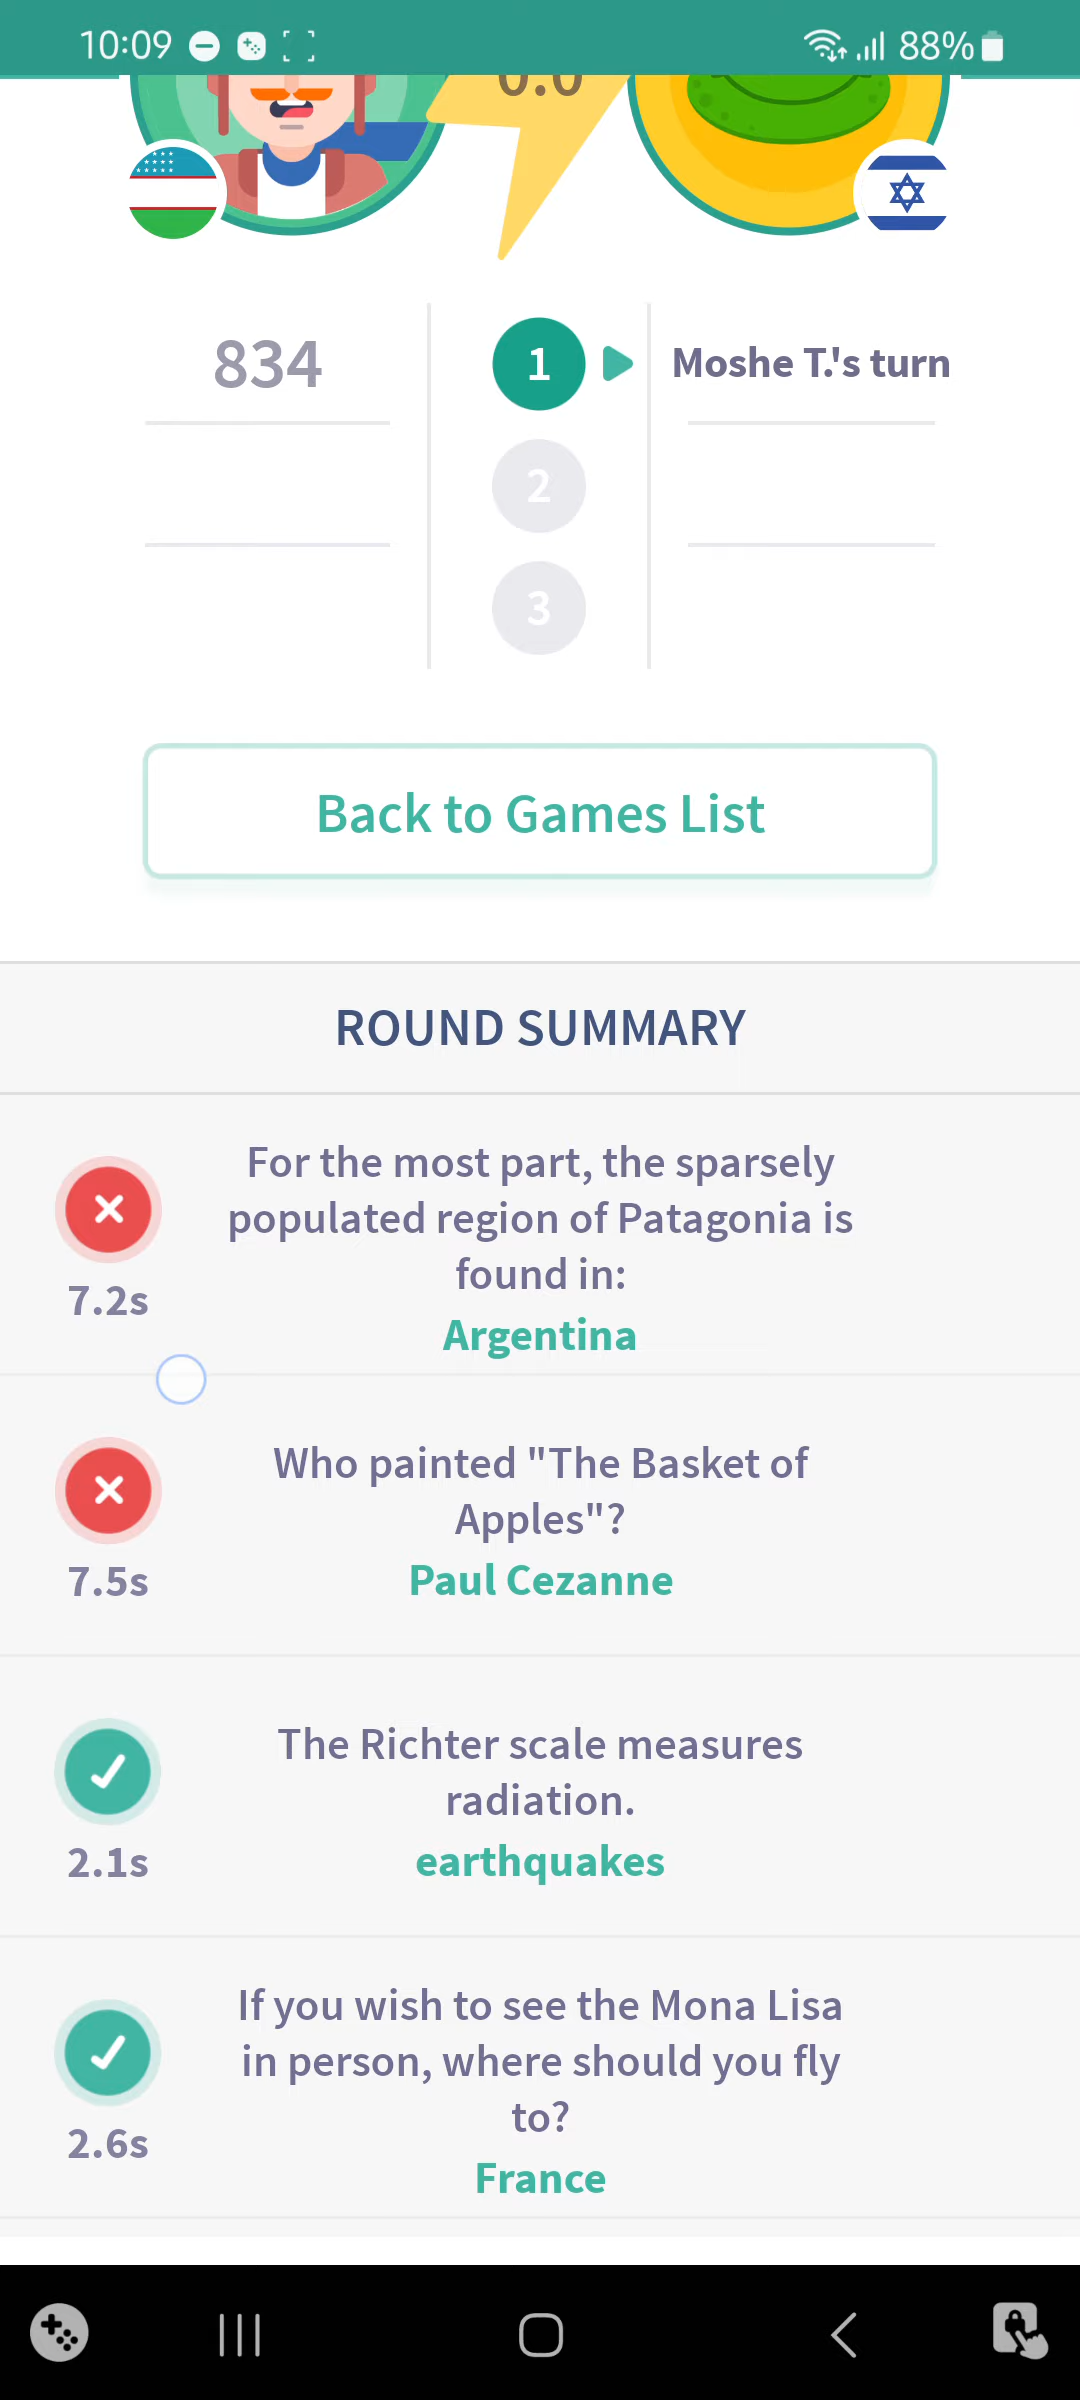 10:09 88%
0.0
834 1 Moshe T.'s turn
2
3
Back to Games List
ROUND SUMMARY
For the most part, the sparsely
populated region of Patagonia is
found in:
Argentina
7.2s
Who painted "The Basket of
Apples"?
Paul Cezanne
7.5s
The Richter scale measures
radiation.
earthquakes
2.1s
If you wish to see the Mona Lisa
in person, where should you fly
to?
France
2.6s